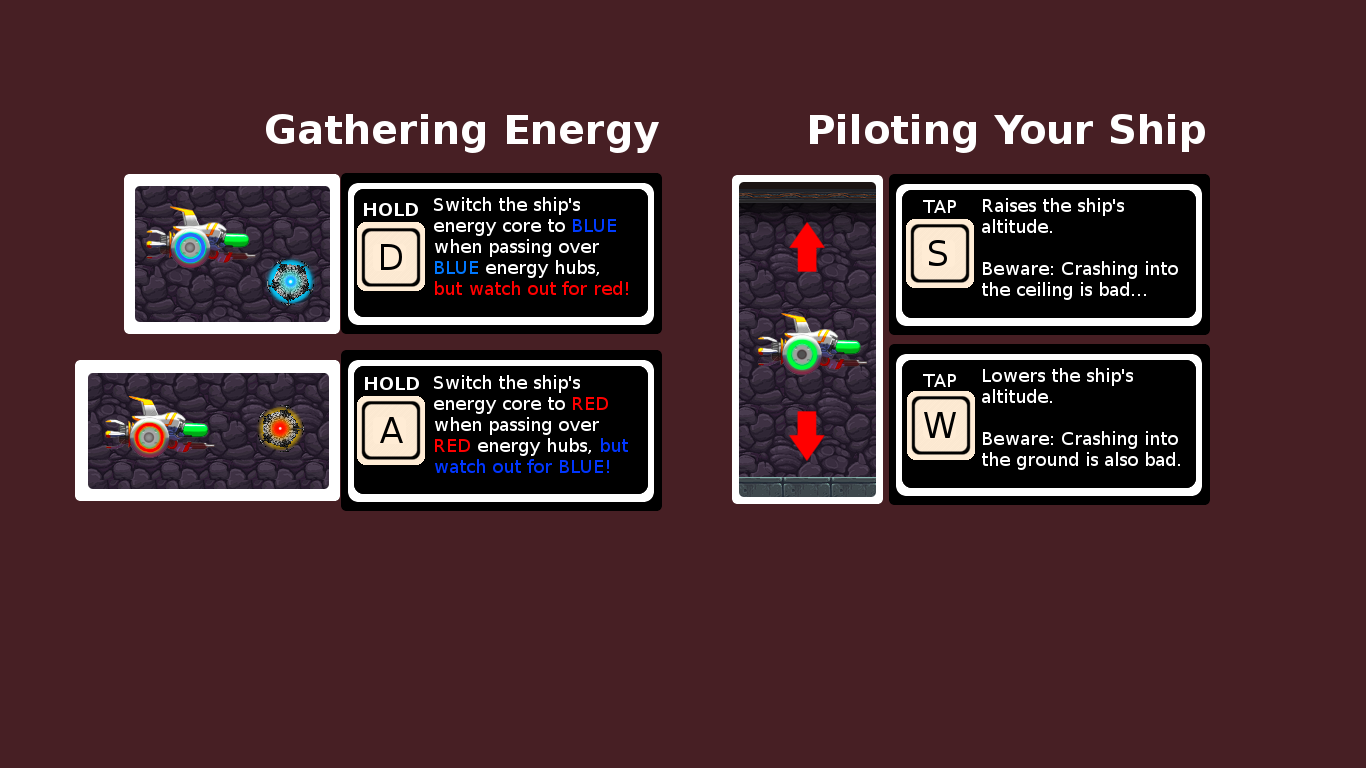 Gathering Energy
HOLD
D
Switch the ship's
energy core to BLUE
when passing over
BLUE energy hubs,
but watch out for red!
HOLD
A
Switch the ship's
energy core to RED
when passing over
RED energy hubs, but
watch out for BLUE!
Piloting Your Ship
TAP
S
Raises the ship's
altitude.
Beware: Crashing into
the ceiling is bad...
TAP
W
Lowers the ship's
altitude.
Beware: Crashing into
the ground is also bad.